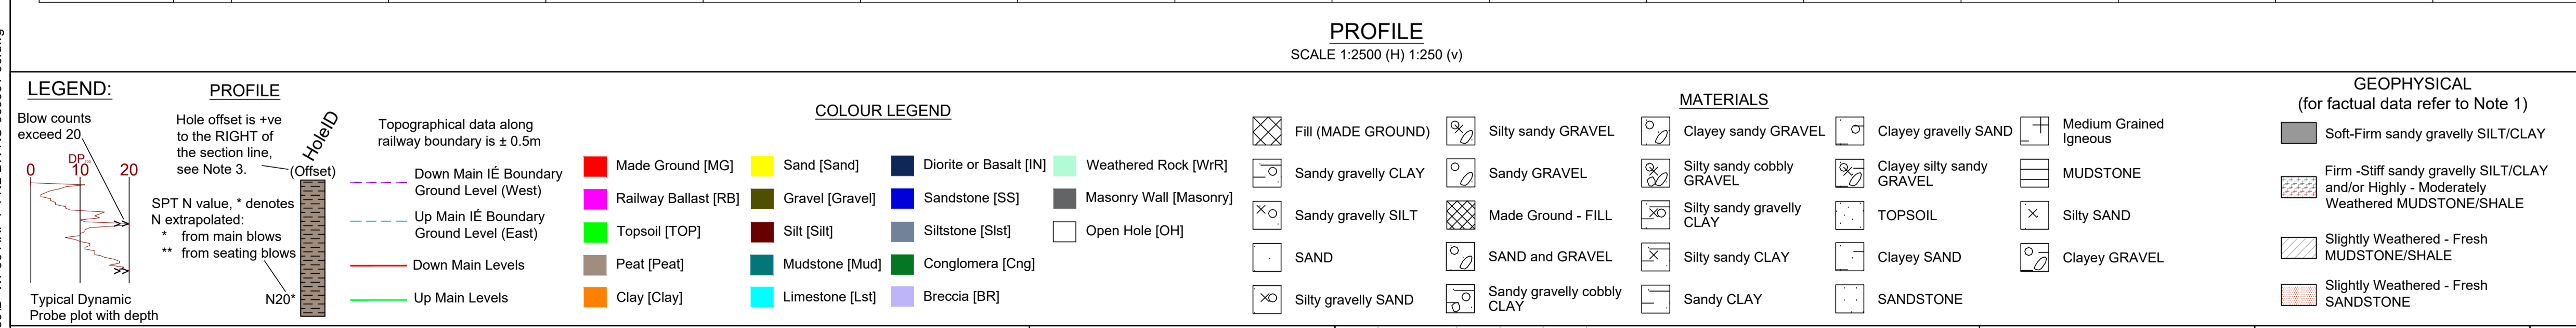 PROFILE
SCALE 1:2500 (H) 1:250 (v)
LEGEND:
Blow counts
exceed 20
DP
0 10 20
>>
>>
Typical Dynamic
Probe plot with depth
PROFILE
Hole offset is +ve
to the RIGHT of
the section line,
see Note 3.
HoleID
(Offset)
SPT N value, * denotes
N extrapolated:
* from main blows
** from seating blows
N20*
Topographical data along
railway boundary is ± 0.5m
Down Main IÉ Boundary
Ground Level (West)
Up Main IÉ Boundary
Ground Level (East)
Down Main Levels
Up Main Levels
COLOUR LEGEND
Made Ground [MG]
Railway Ballast [RB]
Topsoil [TOP]
Peat [Peat]
Clay [Clay]
Sand [Sand]
Gravel [Gravel]
Silt [Silt]
Mudstone [Mud]
Limestone [Lst]
Diorite or Basalt [IN]
Sandstone [SS]
Siltstone [Slst]
Conglomera [Cng]
Breccia [BR]
Weathered Rock [WrR]
Masonry Wall [Masonry]
Open Hole [OH]
MATERIALS
Fill (MADE GROUND)
Sandy gravelly CLAY
Sandy gravelly SILT
SAND
Silty gravelly SAND
Silty sandy GRAVEL
Sandy GRAVEL
Made Ground - FILL
SAND and GRAVEL
Sandy gravelly cobbly
CLAY
Clayey sandy GRAVEL
Silty sandy cobbly
GRAVEL
Silty sandy gravelly
CLAY
Silty sandy CLAY
Sandy CLAY
Clayey gravelly SAND
Clayey silty sandy
GRAVEL
TOPSOIL
Clayey SAND
SANDSTONE
Medium Grained
Igneous
MUDSTONE
Silty SAND
Clayey GRAVEL
GEOPHYSICAL
(for factual data refer to Note 1)
Soft-Firm sandy gravelly SILT/CLAY
Firm -Stiff sandy gravelly SILT/CLAY
and/or Highly - Moderately
Weathered MUDSTONE/SHALE
Slightly Weathered - Fresh
MUDSTONE/SHALE
Slightly Weathered - Fresh
SANDSTONE